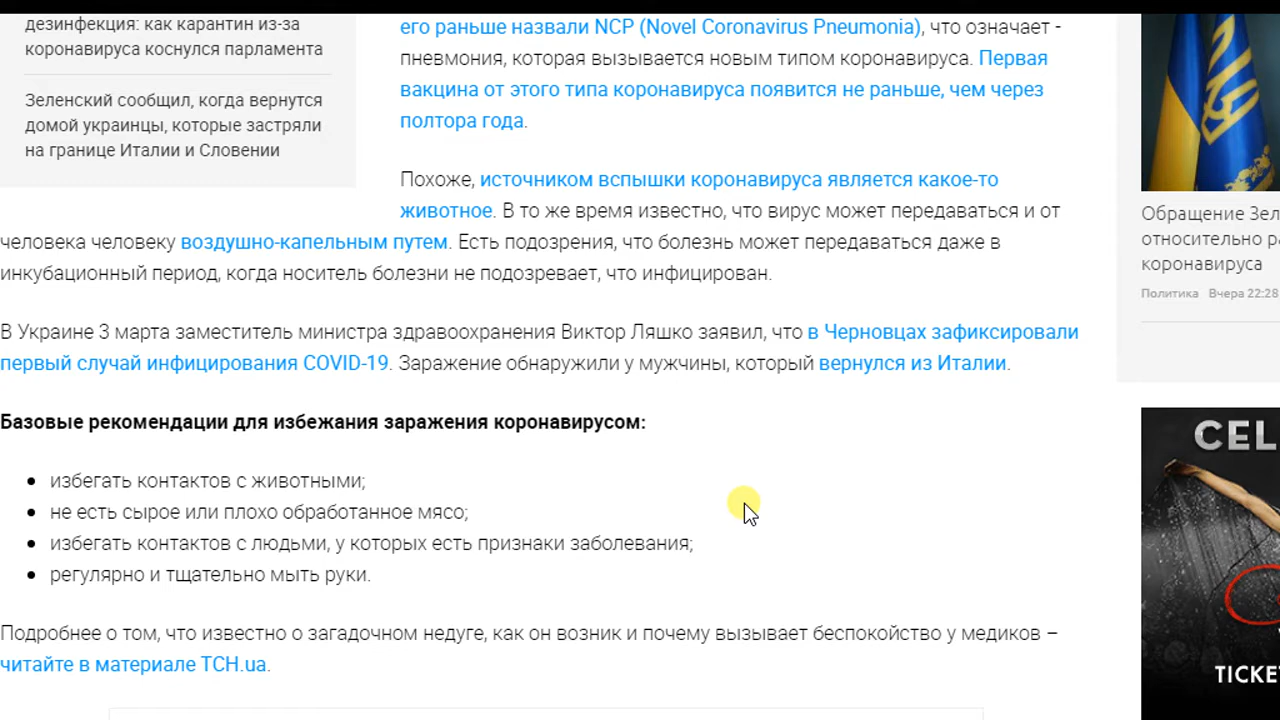 дезинфекция: как карантин из-за
коронавируса коснулся парламента
Зеленский сообщил, когда вернутся
домой украинцы, которые застряли
на границе Италии и Словении
его раньше назвали NCP (Novel Coronavirus Pneumonia), что означает -
пневмония, которая вызывается новым типом коронавируса. Первая
вакцина от этого типа коронавируса появится не раньше, чем через
полтора года.
Похоже, источником вспышки коронавируса является какое-то
животное. В то же время известно, что вирус может передаваться и от
человека человеку воздушно-капельным путем. Есть подозрения, что болезнь может передаваться даже в
инкубационный период, когда носитель болезни не подозревает, что инфицирован.
В Украине 3 марта заместитель министра здравоохранения Виктор Ляшко заявил, что в Черновцах зафиксировали
первый случай инфицирования COVID-19. Заражение обнаружили у мужчины, который вернулся из Италии.
Базовые рекомендации для избежания заражения коронавирусом:
• избегать контактов с животными;
• не есть сырое или плохо обработанное мясо;
• избегать контактов с людьми, у которых есть признаки заболевания;
• регулярно и тщательно мыть руки.
Подробнее о том, что известно о загадочном недуге, как он возник и почему вызывает беспокойство у медиков –
читайте в материале ТСН.ua.
Обращение Зел
относительно ра
коронавируса
Политика Вчера 22:28
CEL
TICKE